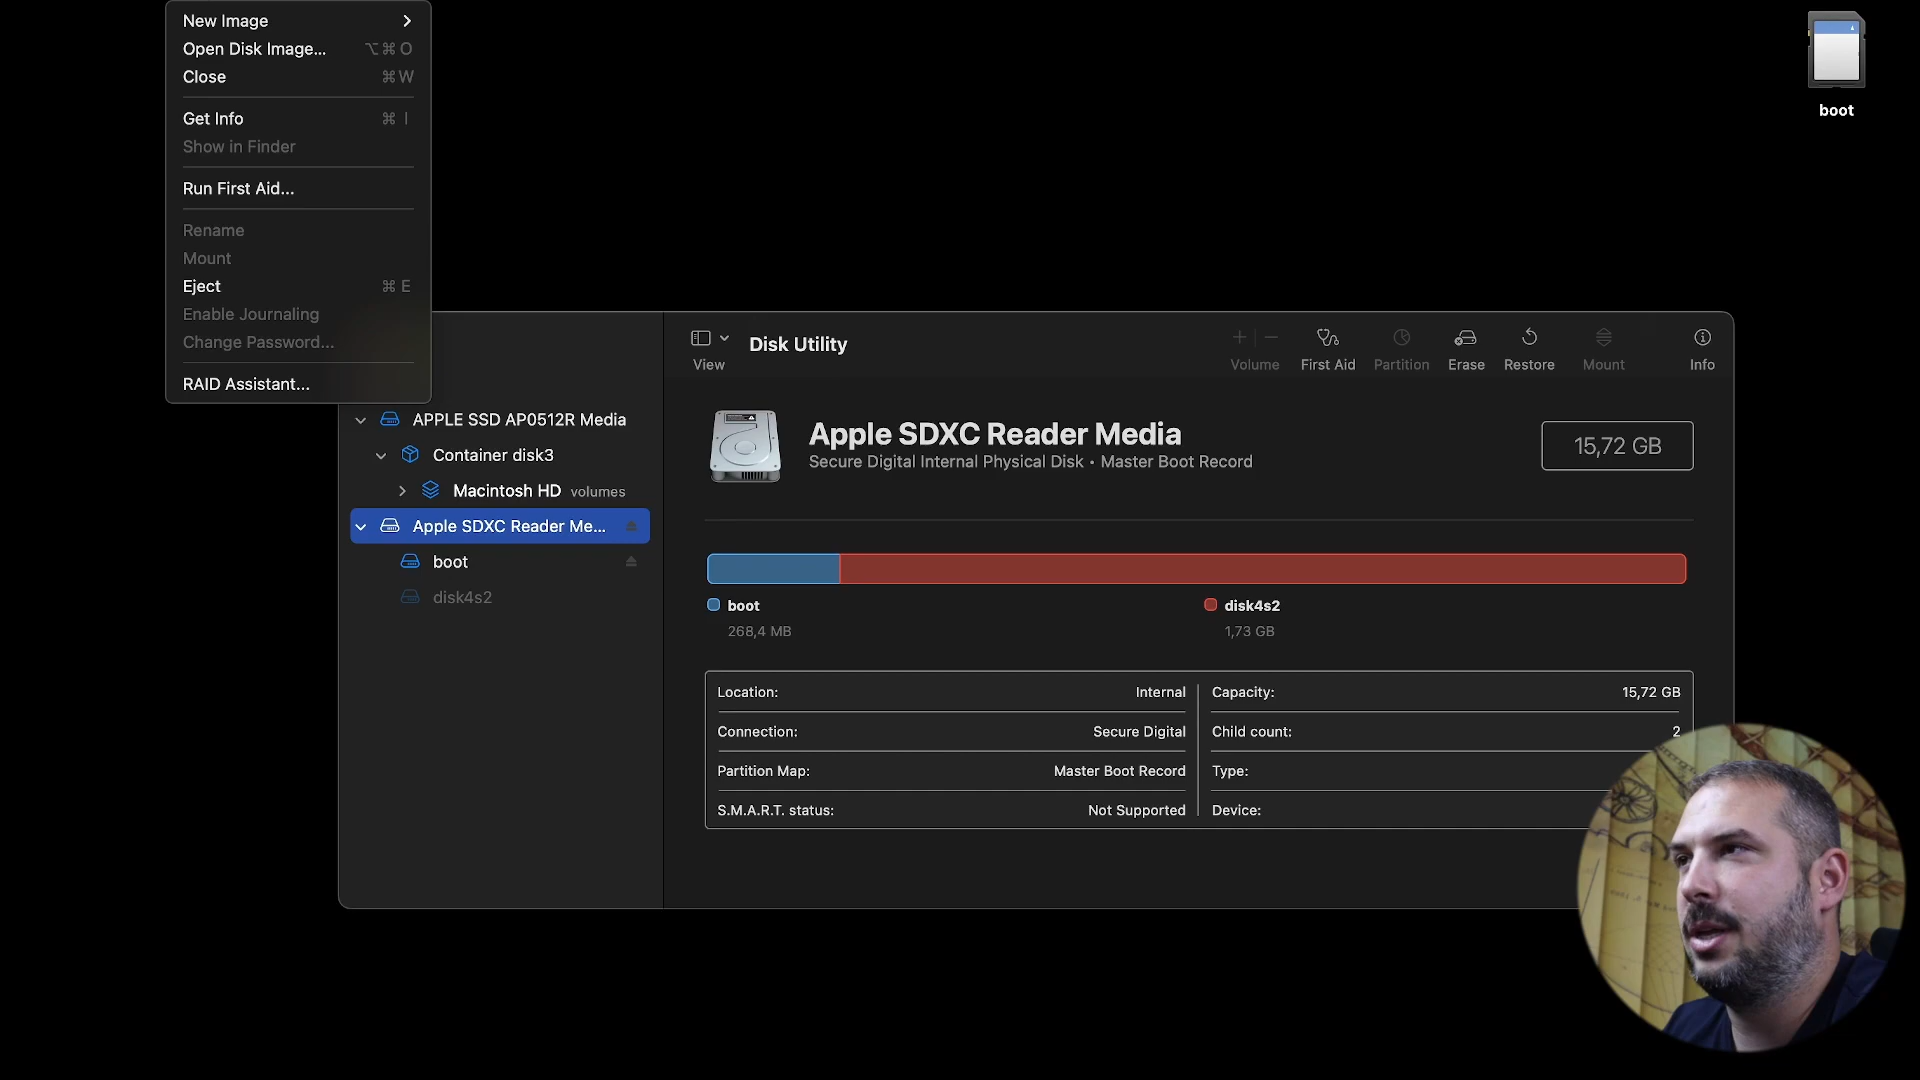 New Image
Open Disk Image... ⌥⌘O
Close ⌘W
Get Info ⌘I
Show in Finder
Run First Aid...
Rename
Mount
Eject ⌘E
Enable Journaling
Change Password...
RAID Assistant...
boot
View
Disk Utility
Volume
First Aid
Partition
Erase
Restore
Mount
Info
APPLE SSD AP0512R Media
Container disk3
Macintosh HD volumes
Apple SDXC Reader Me...
boot
disk4s2
Apple SDXC Reader Media
Secure Digital Internal Physical Disk • Master Boot Record
15,72 GB
boot
268,4 MB
disk4s2
1,73 GB
Location: Internal
Connection: Secure Digital
Partition Map: Master Boot Record
S.M.A.R.T. status: Not Supported
Capacity: 15,72 GB
Child count: 2
Type:
Device: